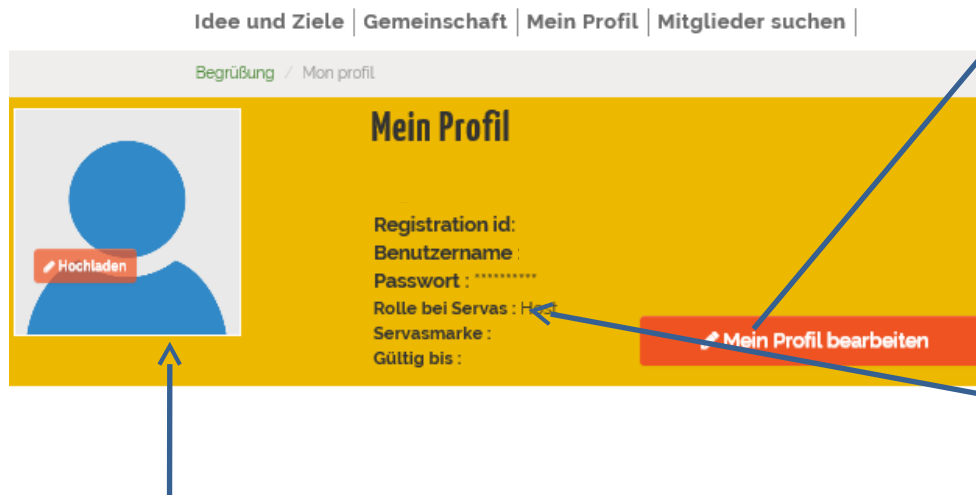 Idee und Ziele | Gemeinschaft | Mein Profil | Mitglieder suchen |
Begrüßung / Mon profil
Mein Profil
Registration id:
Benutzername :
Passwort : **********
Hochladen
Rolle bei Servas : Host
Servasmarke :
Mein Profil bearbeiten
Gültig bis :